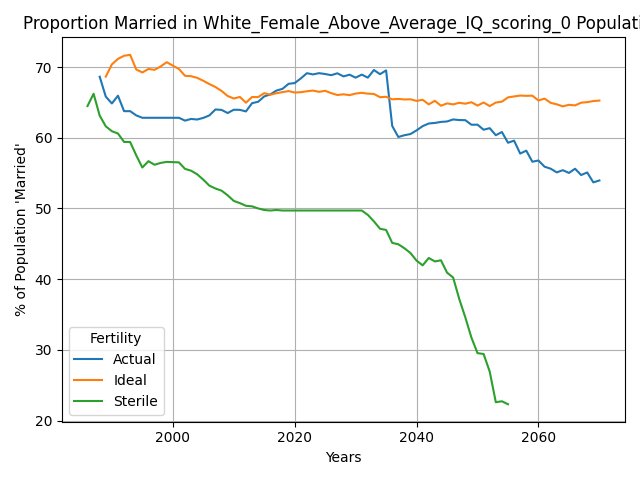 Proportion Married in White_Female_Above_Average_IQ_scoring_0 Populati
% of Population 'Married'
70
60
50
40
30
20
Fertility
Actual
Ideal
Sterile
2000
2020
2040
2060
Years